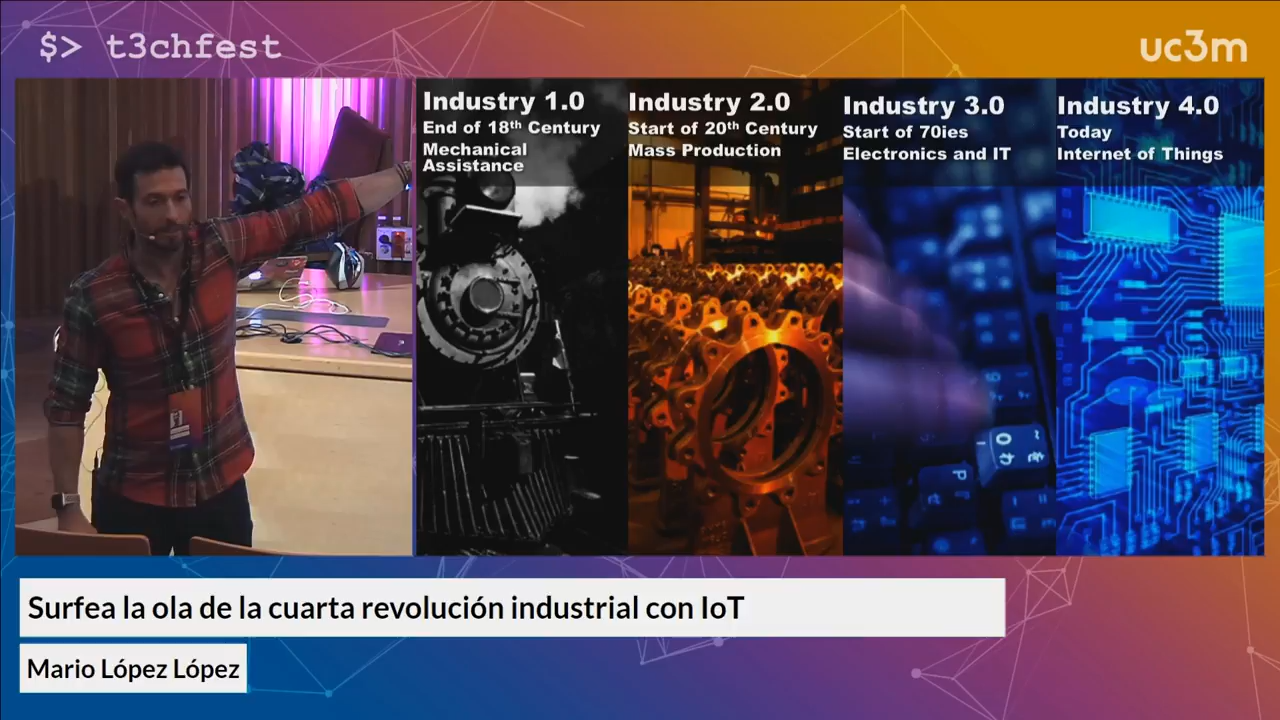 $> t3chfest
uc3m
Industry 1.0
End of 18th Century
Mechanical
Assistance
Industry 2.0
Start of 20th Century
Mass Production
Industry 3.0
Start of 70ies
Electronics and IT
Industry 4.0
Today
Internet of Things
Surfea la ola de la cuarta revolución industrial con IoT
Mario López López